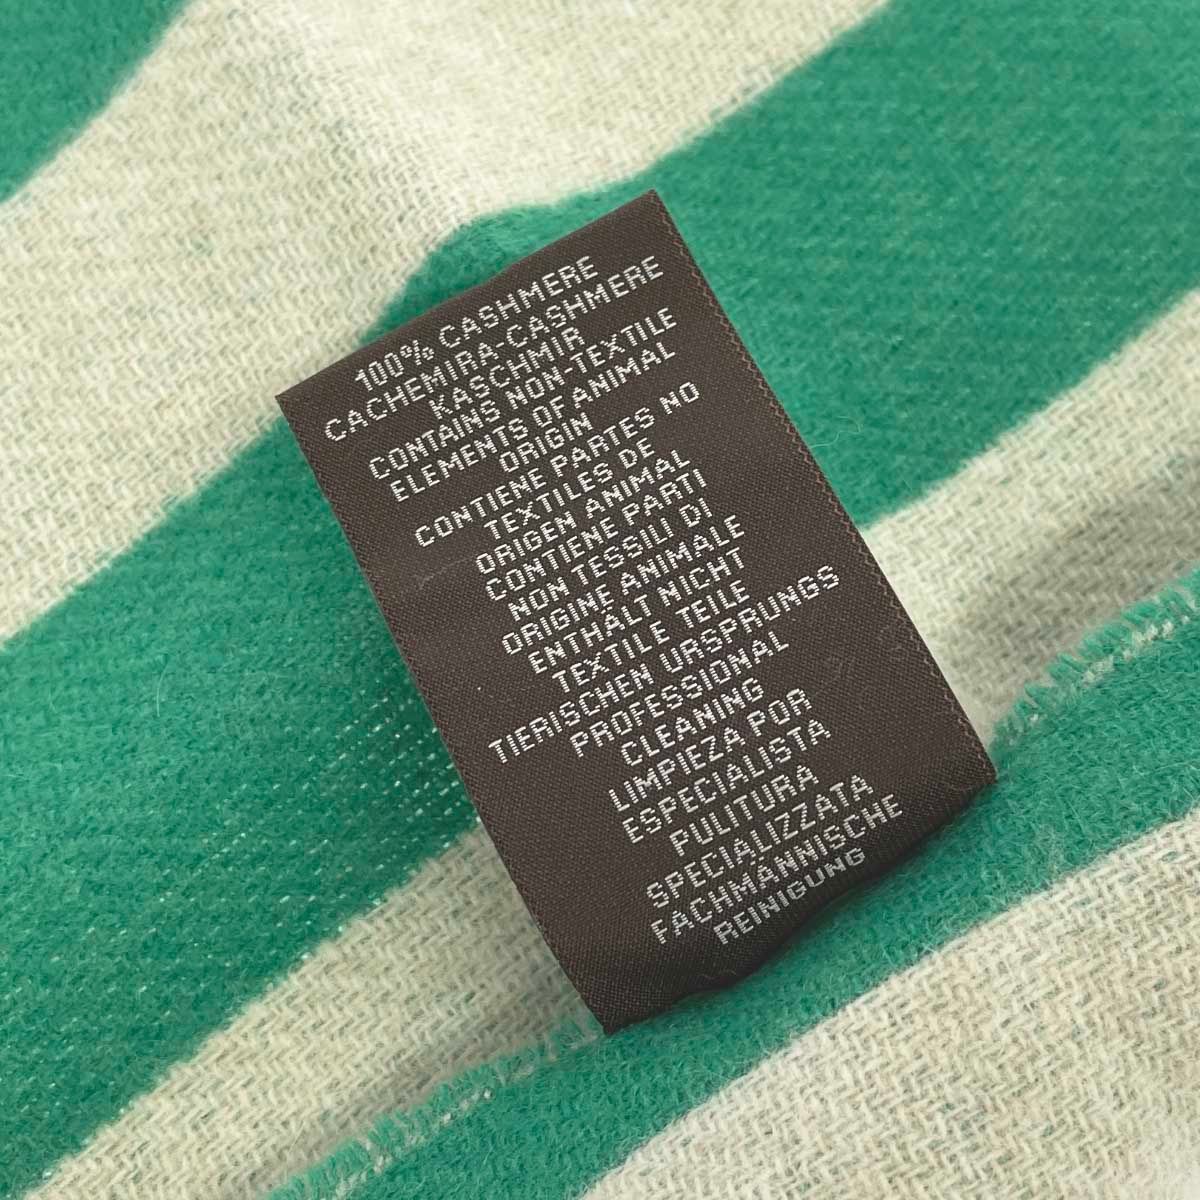 100% CASHMERE
CACHEMIRA-CASHMERE
KASCHMIR
CONTAINS NON-TEXTILE
ELEMENTS OF ANIMAL
ORIGIN
CONTIENE PARTES NO
TEXTILES DE
ORIGEN ANIMAL
CONTIENE PARTI
NON TESSILI DI
ORIGINE ANIMALE
ENTHÄLT NICHT
TEXTILE TEILE
TIERISCHEN URSPRUNGS
PROFESSIONAL
CLEANING
LIMPIEZA POR
ESPECIALISTA
PULITURA
SPECIALIZZATA
FACHMÄNNISCHE
REINIGUNG